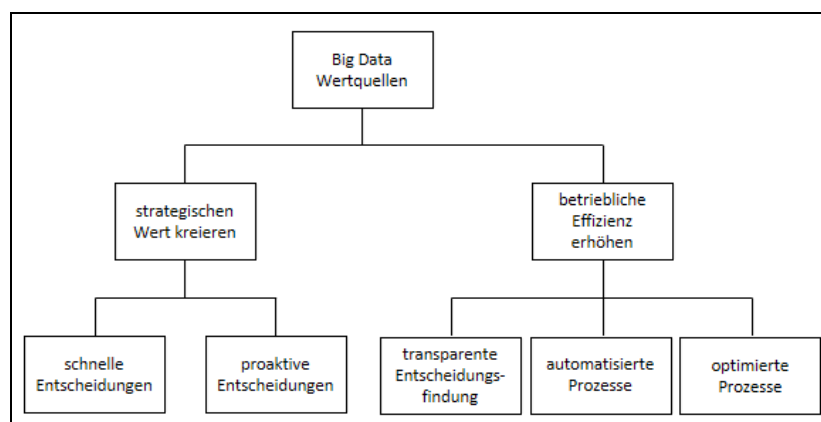 Big Data
Wertquellen
strategischen
Wert kreieren
betriebliche
Effizienz
erhöhen
schnelle
Entscheidungen
proaktive
Entscheidungen
transparente
Entscheidungs-
findung
automatisierte
Prozesse
optimierte
Prozesse